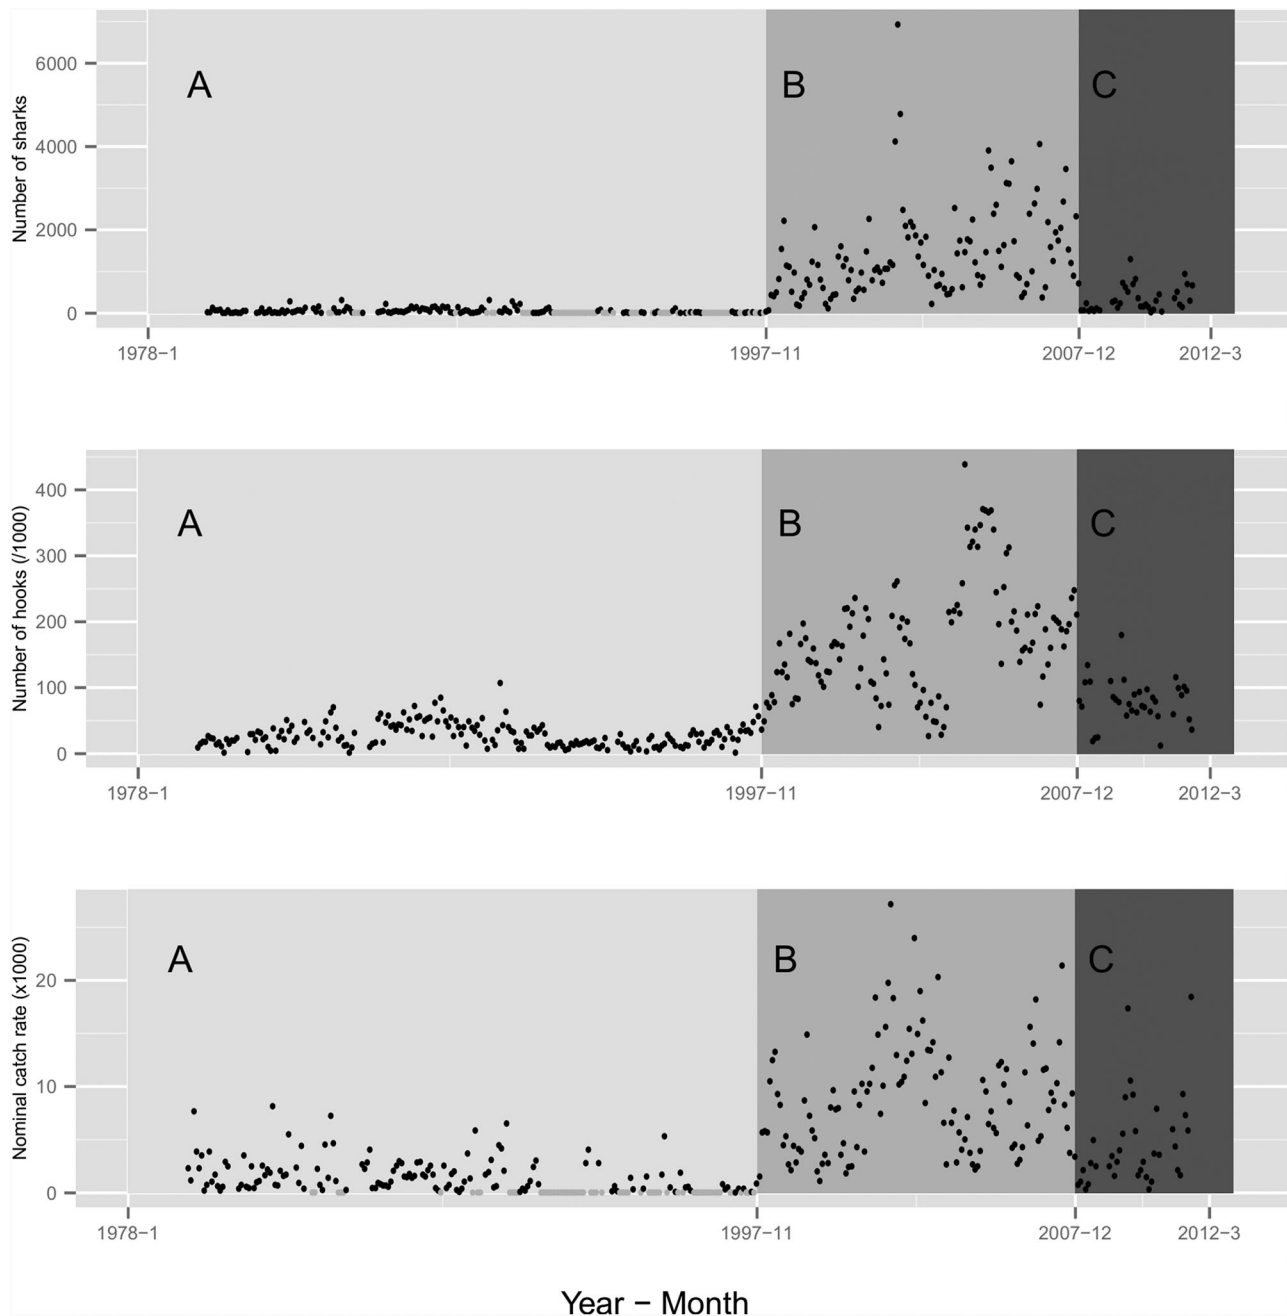 Number of sharks
6000
4000
2000
0
A
B
C
1978−1
1997−11
2007−12
2012−3
Number of hooks (/1000)
400
300
200
100
0
A
B
C
1978−1
1997−11
2007−12
2012−3
Nominal catch rate (x1000)
20
10
0
A
B
C
1978−1
1997−11
2007−12
2012−3
Year − Month